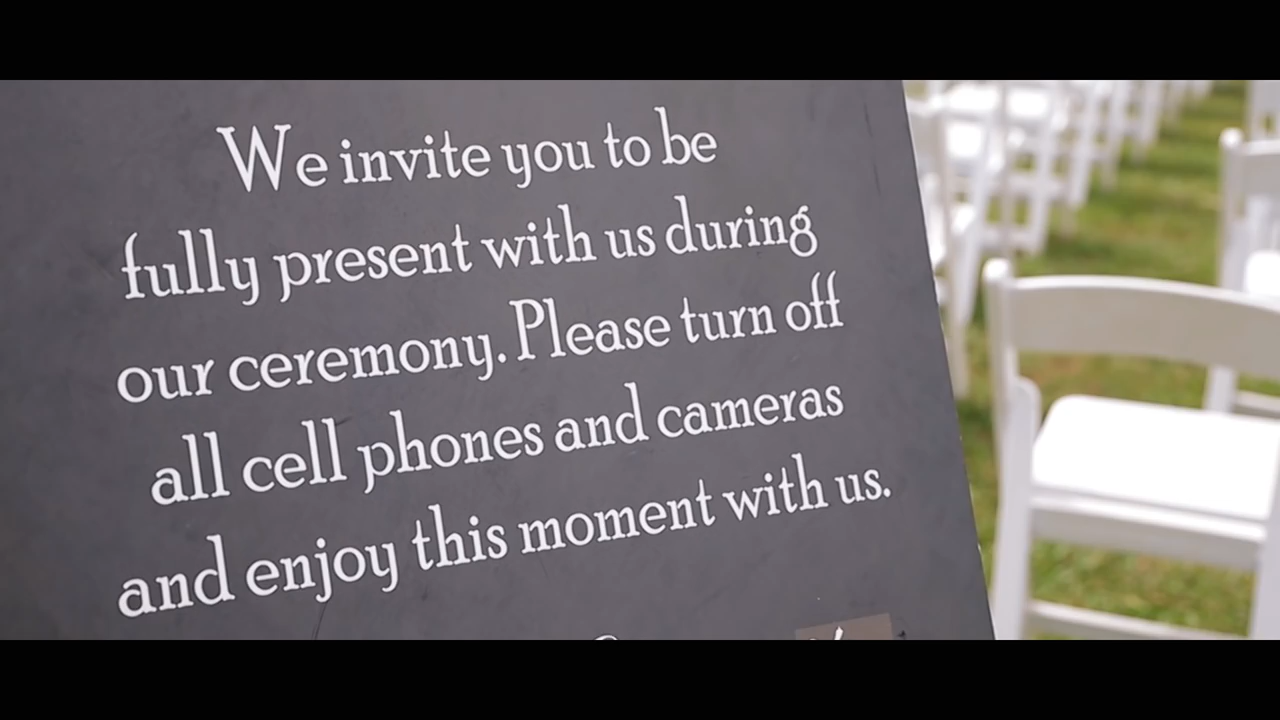 We invite you to be
fully present with us during
our ceremony. Please turn off
all cell phones and cameras
and enjoy this moment with us.